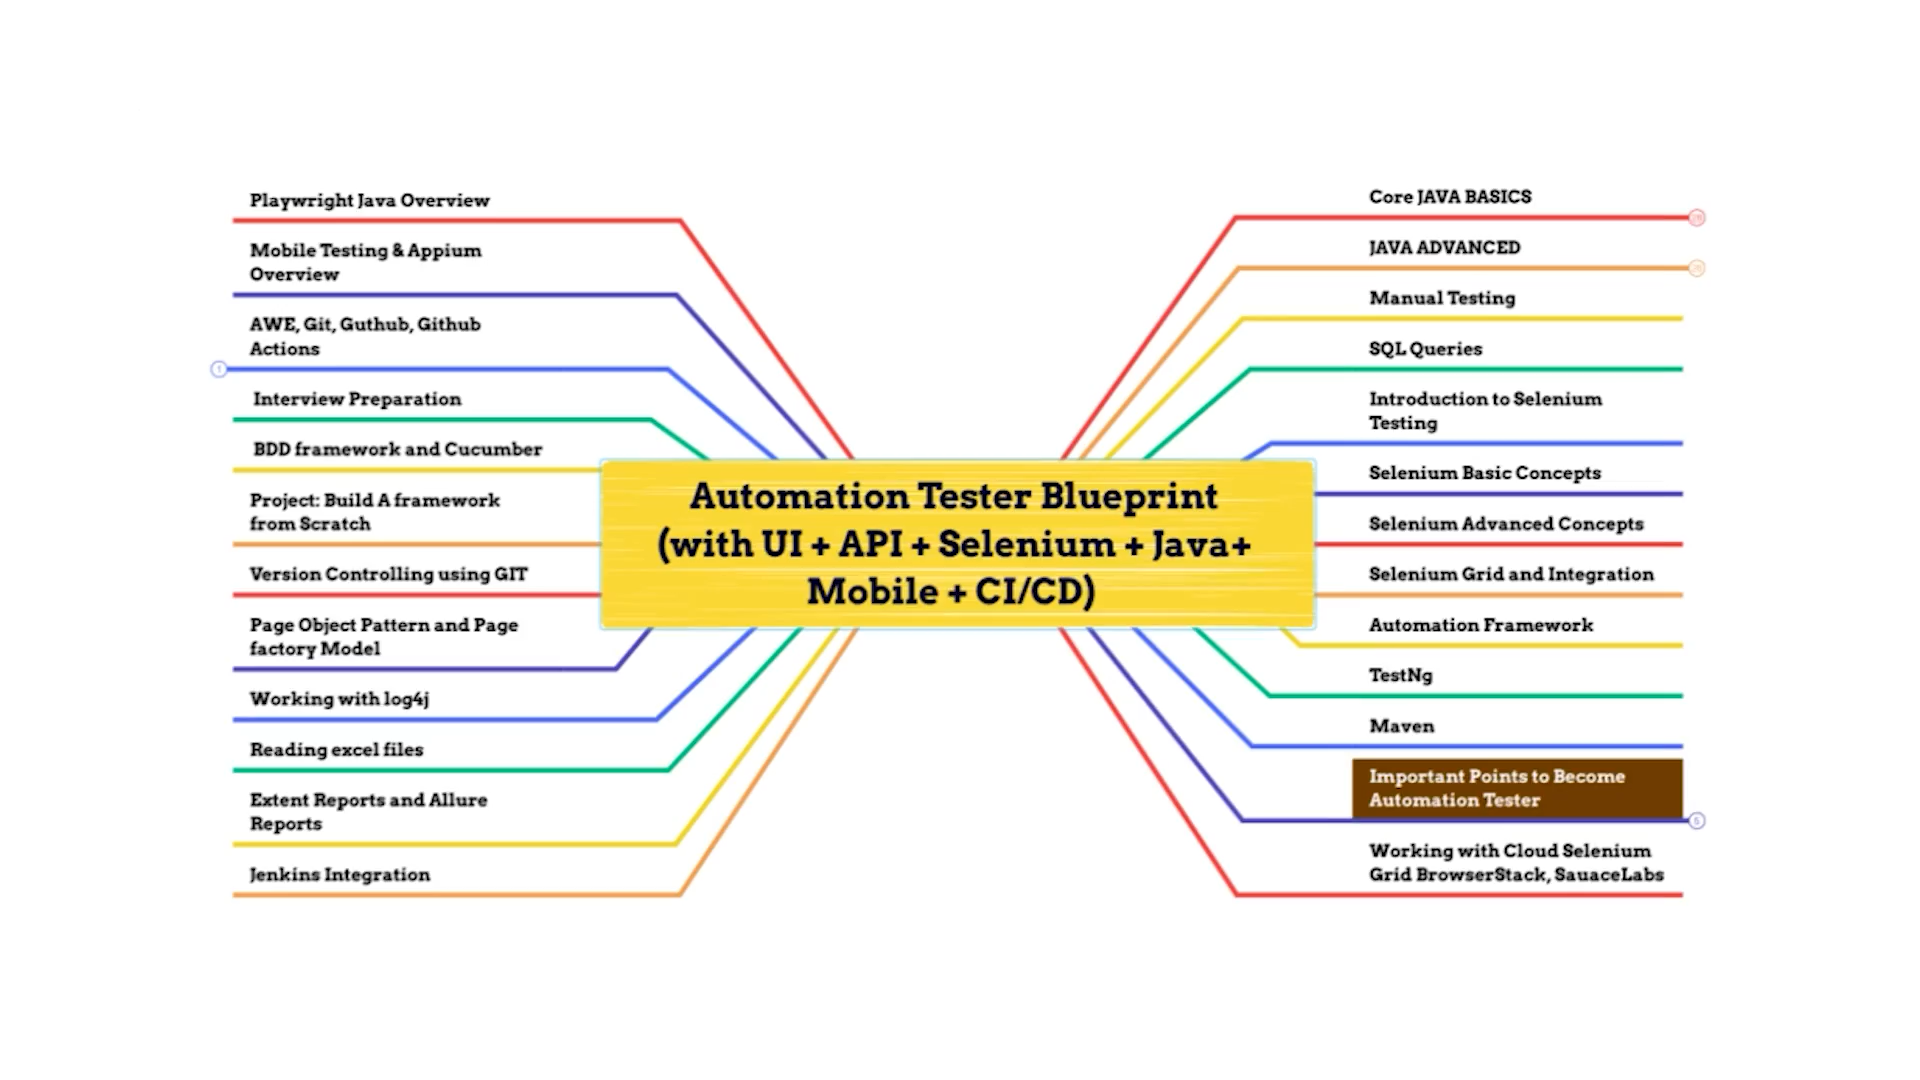 Automation Tester Blueprint
(with UI + API + Selenium + Java+
Mobile + CI/CD)
Core JAVA BASICS
JAVA ADVANCED
Manual Testing
SQL Queries
Introduction to Selenium
Testing
Selenium Basic Concepts
Selenium Advanced Concepts
Selenium Grid and Integration
Automation Framework
TestNg
Maven
Important Points to Become
Automation Tester
Working with Cloud Selenium
Grid BrowserStack, SauaceLabs
Playwright Java Overview
Mobile Testing & Appium
Overview
AWE, Git, Guthub, Github
Actions
1
Interview Preparation
BDD framework and Cucumber
Project: Build A framework
from Scratch
Version Controlling using GIT
Page Object Pattern and Page
factory Model
Working with log4j
Reading excel files
Extent Reports and Allure
Reports
Jenkins Integration